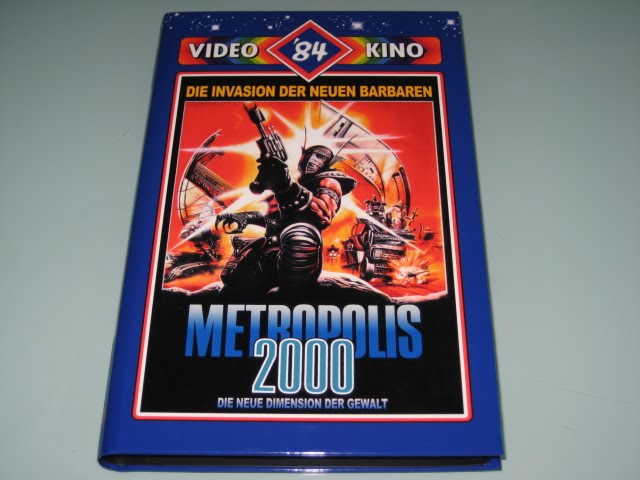 VIDEO '84 KINO
DIE INVASION DER NEUEN BARBAREN
METROPOLIS
2000
DIE NEUE DIMENSION DER GEWALT